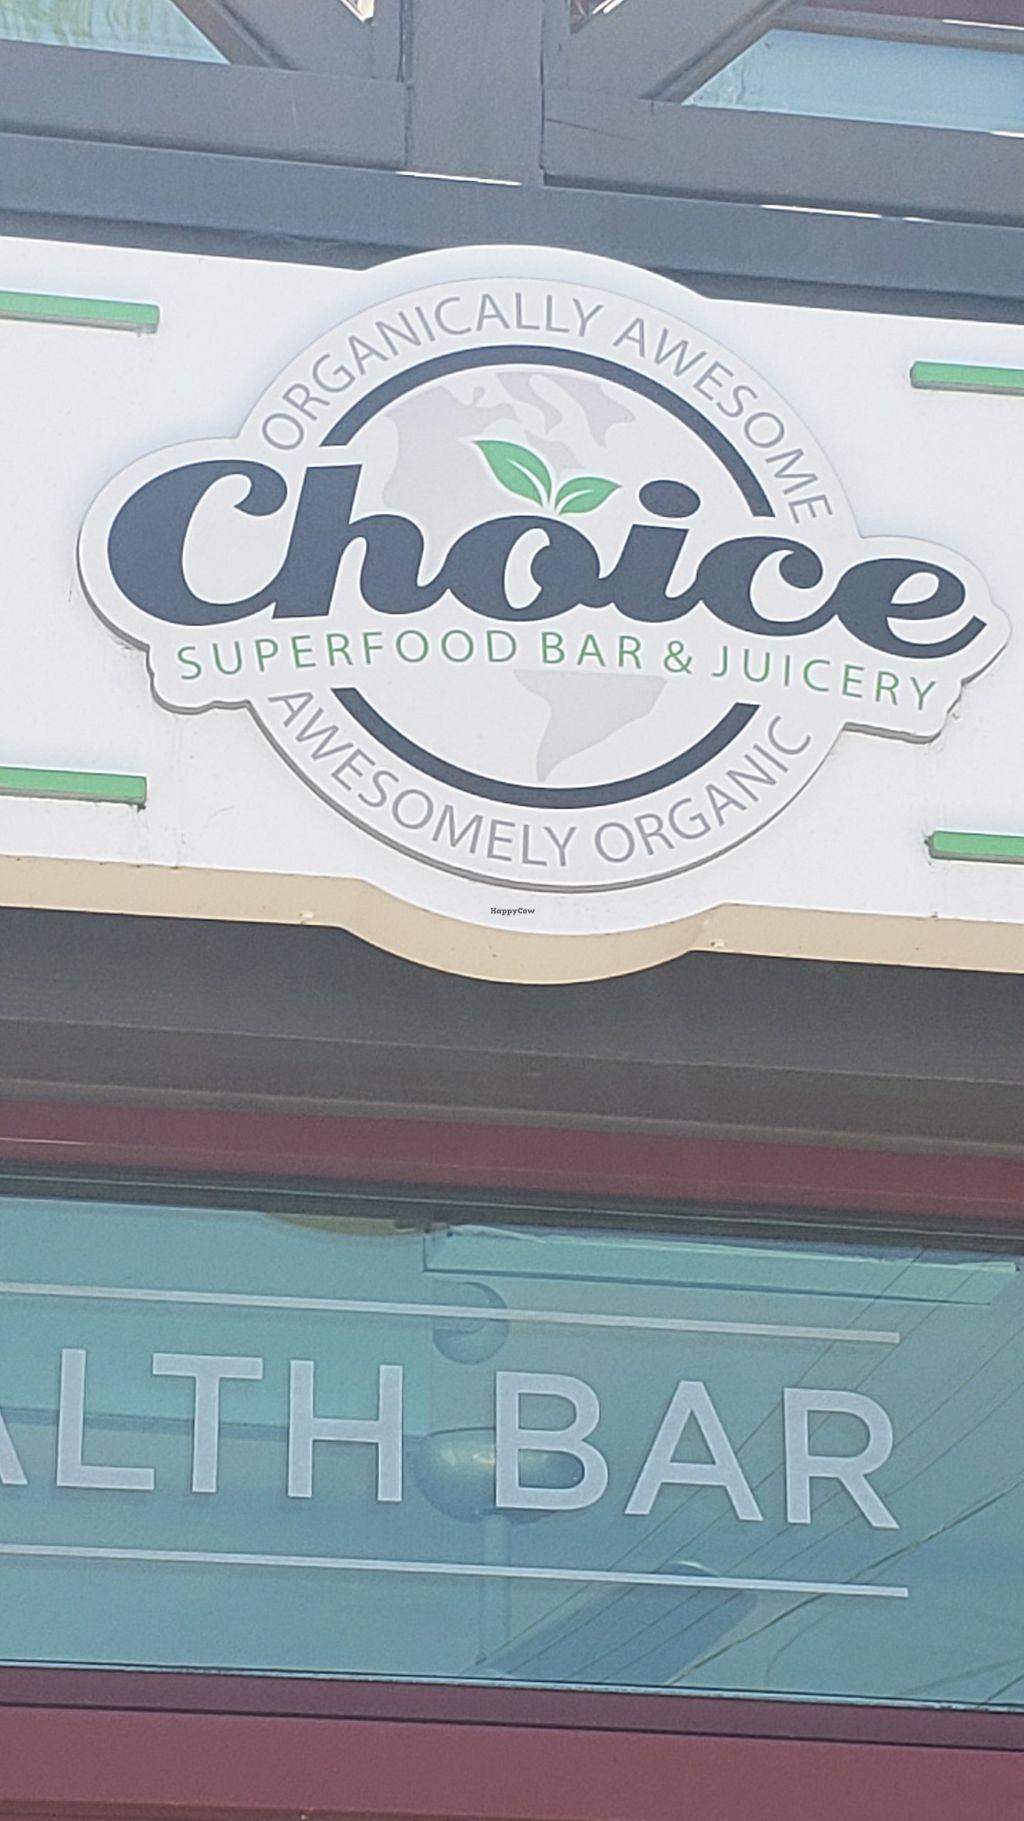 ORGANICALLY AWESOME
Choice
SUPERFOOD BAR & JUICERY
AWESOMELY ORGANIC
HappyCow
ALTH BAR